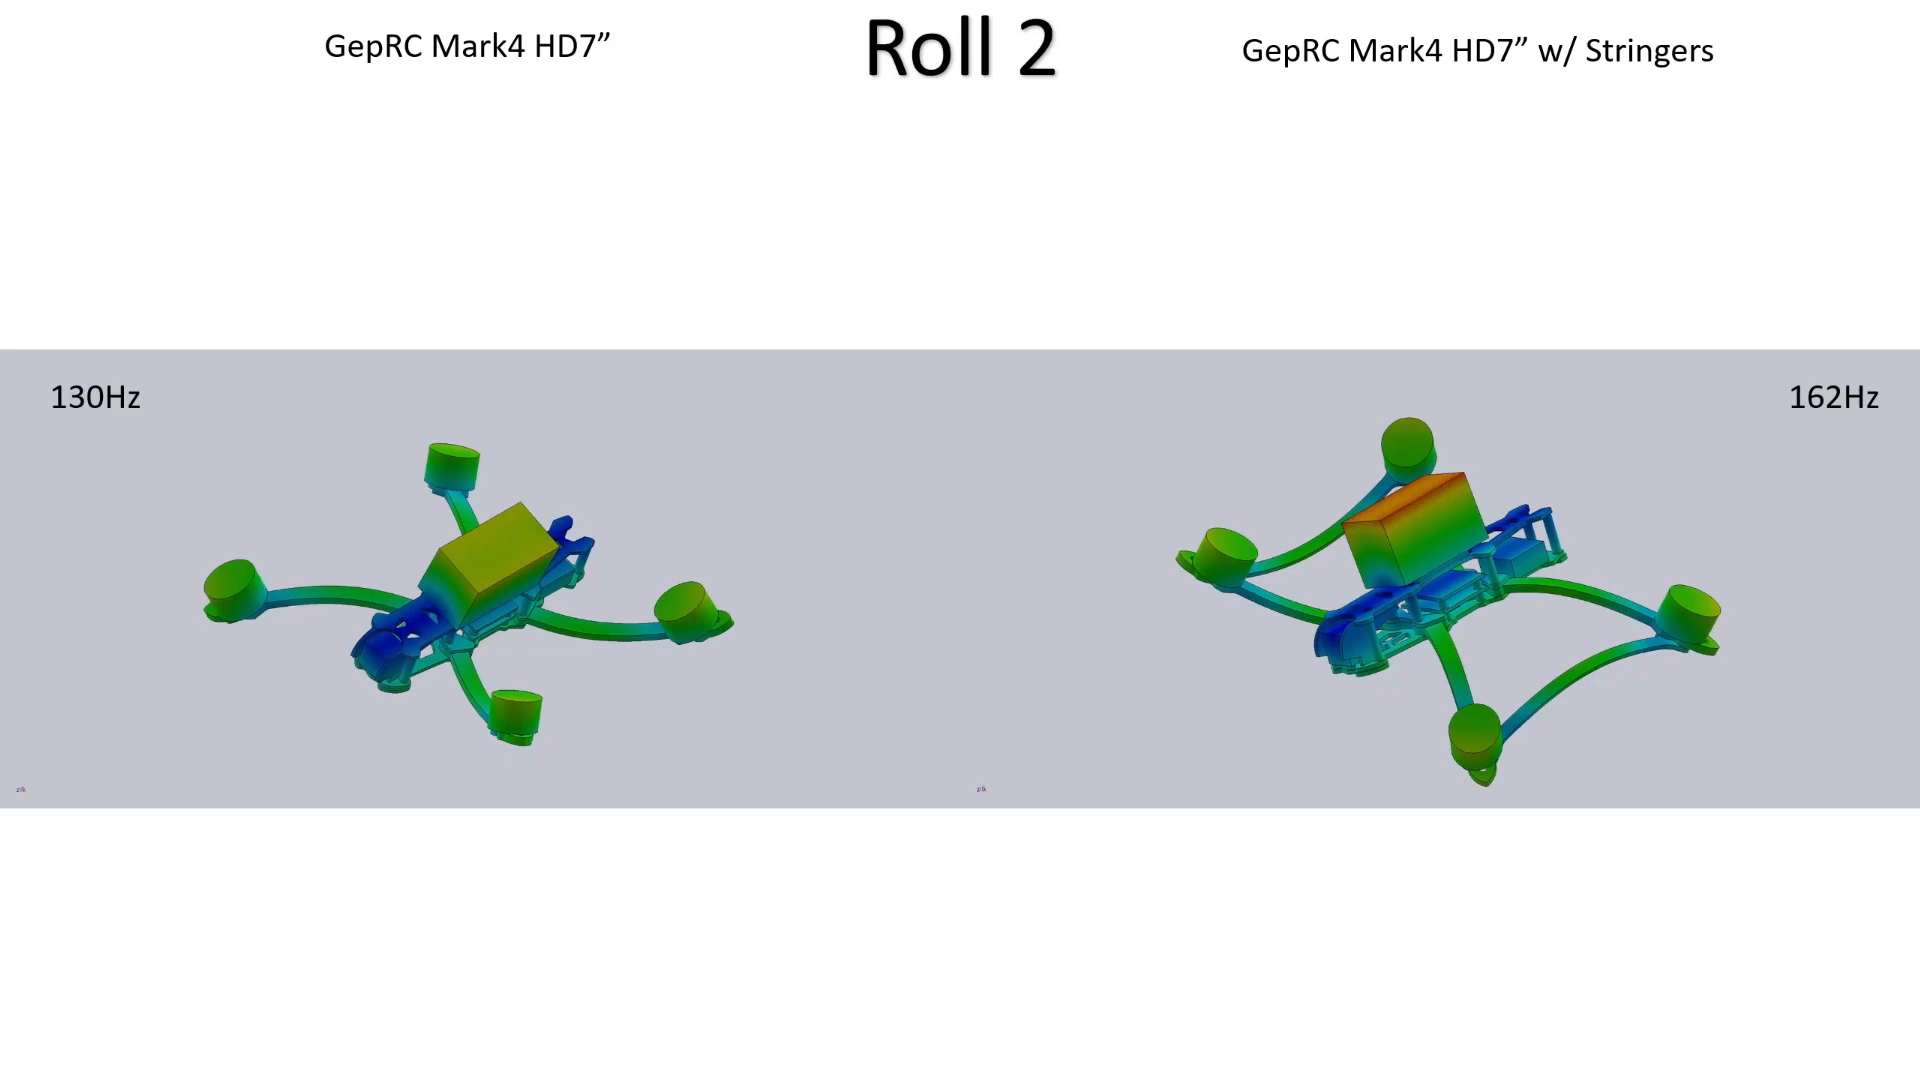 GepRC Mark4 HD7”
Roll 2
GepRC Mark4 HD7” w/ Stringers
130Hz
162Hz